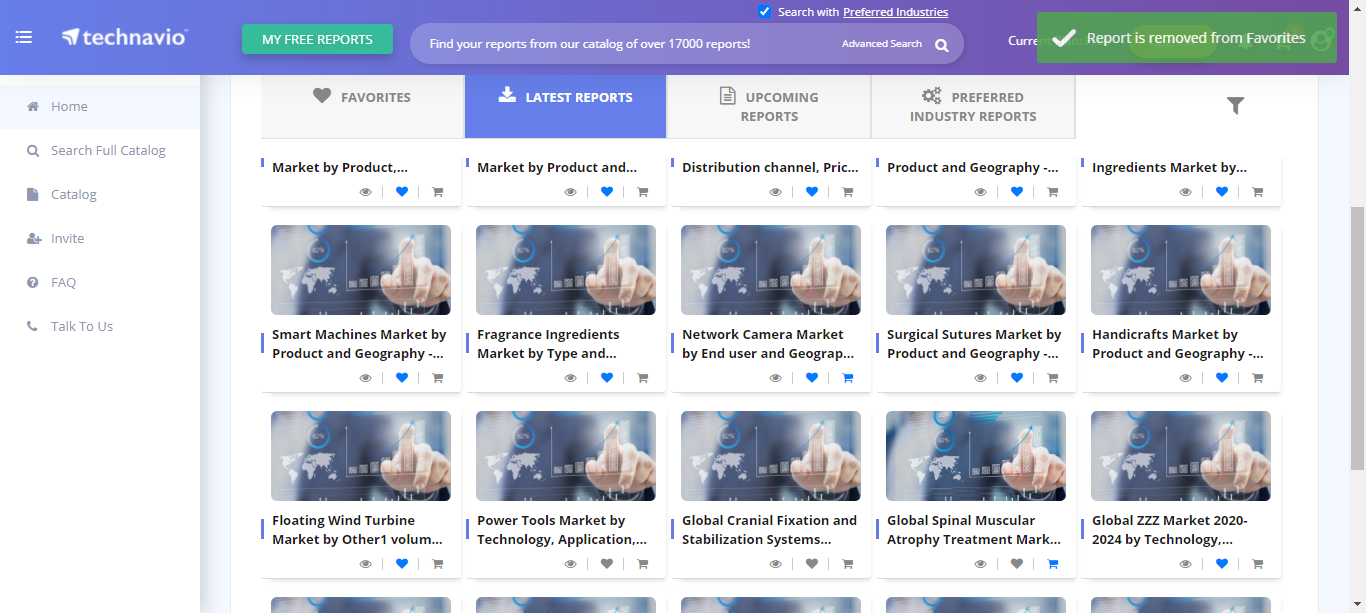 Search with Preferred Industries
technavio
MY FREE REPORTS
Find your reports from our catalog of over 17000 reports!
Advanced Search
Report is removed from Favorites
Home
Search Full Catalog
Catalog
Invite
FAQ
Talk To Us
FAVORITES
LATEST REPORTS
UPCOMING
REPORTS
PREFERRED
INDUSTRY REPORTS
Market by Product,...
Market by Product and...
Distribution channel, Pric...
Product and Geography -...
Ingredients Market by...
Smart Machines Market by
Product and Geography -...
Fragrance Ingredients
Market by Type and...
Network Camera Market
by End user and Geograp...
Surgical Sutures Market by
Product and Geography -...
Handicrafts Market by
Product and Geography -...
Floating Wind Turbine
Market by Other1 volum...
Power Tools Market by
Technology, Application,...
Global Cranial Fixation and
Stabilization Systems...
Global Spinal Muscular
Atrophy Treatment Mark...
Global ZZZ Market 2020-
2024 by Technology,...